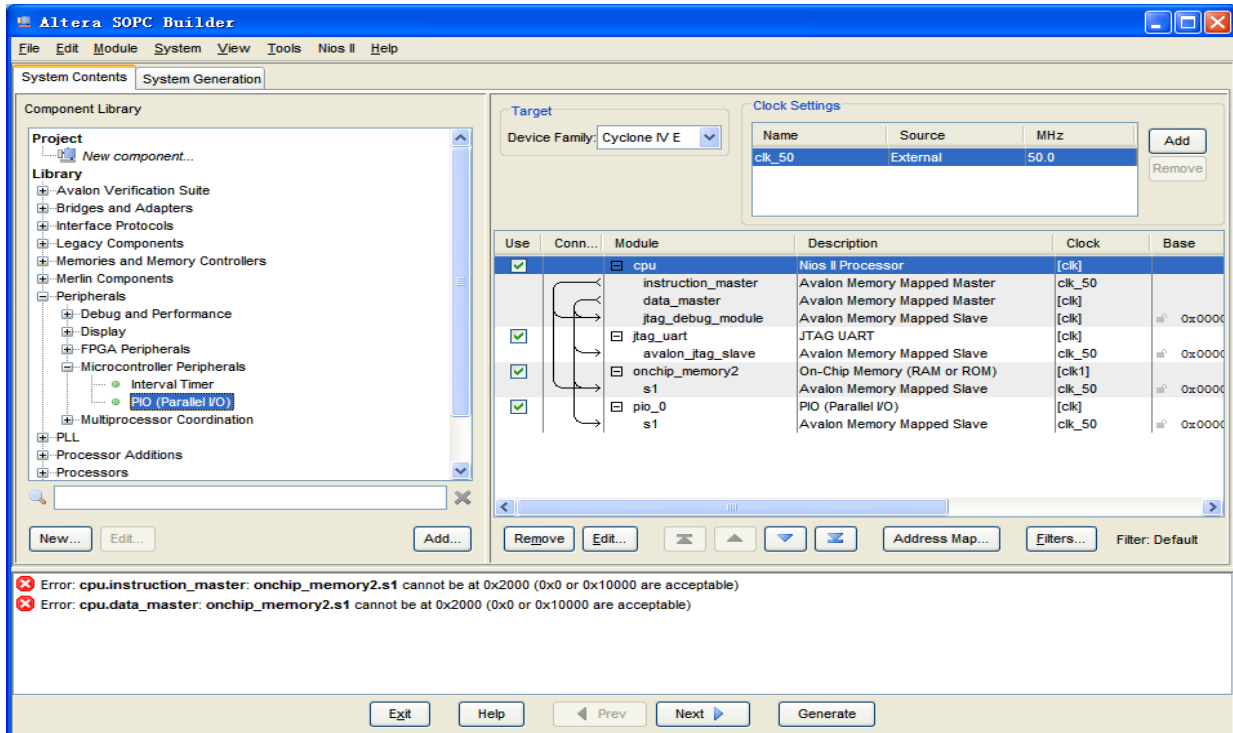 Altera SOPC Builder
File Edit Module System View Tools Nios II Help
System Contents System Generation
Component Library
Project
New component...
Library
Avalon Verification Suite
Bridges and Adapters
Interface Protocols
Legacy Components
Memories and Memory Controllers
Merlin Components
Peripherals
Debug and Performance
Display
FPGA Peripherals
Microcontroller Peripherals
Interval Timer
PIO (Parallel I/O)
Multiprocessor Coordination
PLL
Processor Additions
Processors
New... Edit... Add...
Target
Device Family: Cyclone IV E
Clock Settings
Name Source MHz
clk_50 External 50.0
Add
Remove
Use Conn... Module Description Clock Base
cpu Nios II Processor [clk]
instruction_master Avalon Memory Mapped Master clk_50
data_master Avalon Memory Mapped Master [clk]
jtag_debug_module Avalon Memory Mapped Slave [clk] 0x0000
jtag_uart JTAG UART [clk]
avalon_jtag_slave Avalon Memory Mapped Slave clk_50 0x0000
onchip_memory2 On-Chip Memory (RAM or ROM) [clk1]
s1 Avalon Memory Mapped Slave clk_50 0x0000
pio_0 PIO (Parallel I/O) [clk]
s1 Avalon Memory Mapped Slave clk_50 0x0000
Remove Edit... Address Map... Filters... Filter: Default
Error: cpu.instruction_master: onchip_memory2.s1 cannot be at 0x2000 (0x0 or 0x10000 are acceptable)
Error: cpu.data_master: onchip_memory2.s1 cannot be at 0x2000 (0x0 or 0x10000 are acceptable)
Exit Help Prev Next Generate